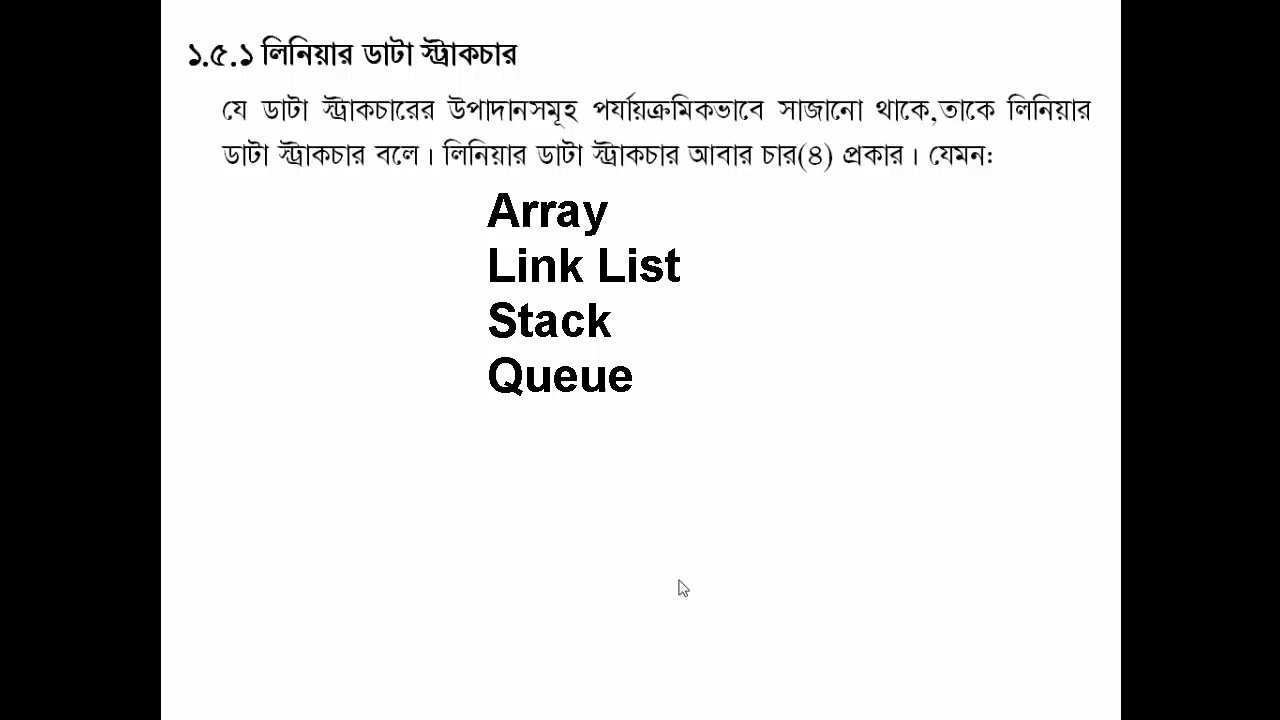 ১.৫.১ লিনিয়ার ডাটা স্ট্রাকচার
যে ডাটা স্ট্রাকচারের উপাদানসমূহ পর্যায়ক্রমিকভাবে সাজানো থাকে,তাকে লিনিয়ার
ডাটা স্ট্রাকচার বলে। লিনিয়ার ডাটা স্ট্রাকচার আবার চার(৪) প্রকার। যেমন:
Array
Link List
Stack
Queue